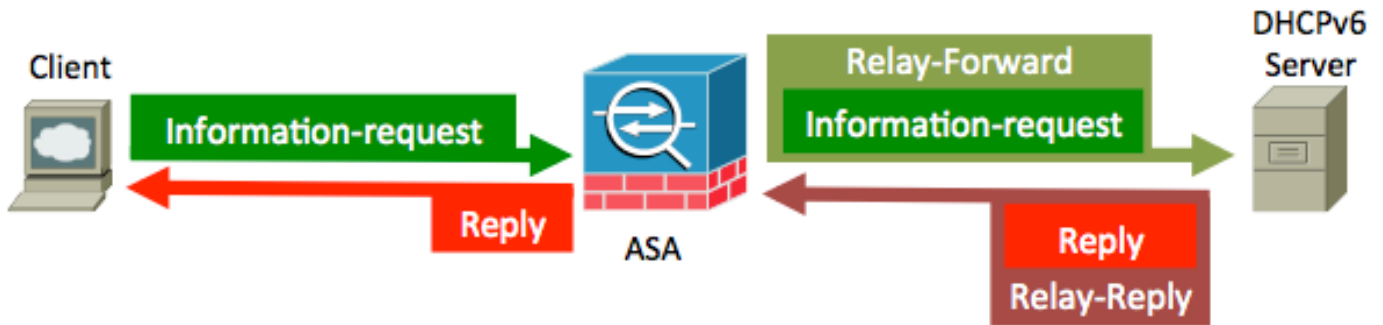 Client
Information-request
Reply
ASA
Relay-Forward
Information-request
Reply
Relay-Reply
DHCPv6
Server